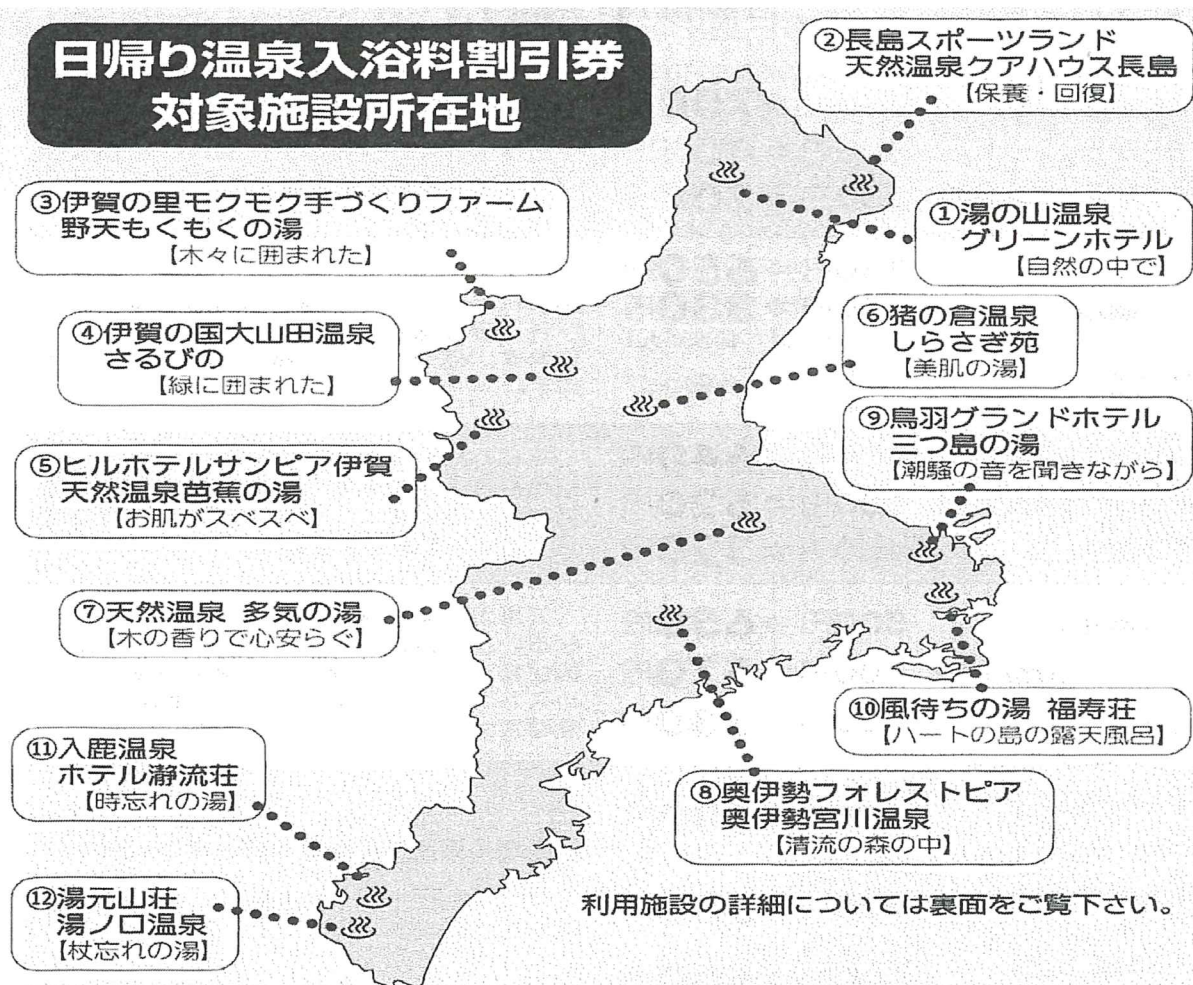 日帰り温泉入浴料割引券
対象施設所在地
②長島スポーツランド
天然温泉クアハウス長島
【保養・回復】
③伊賀の里モクモク手づくりファーム
野天もくもくの湯
【木々に囲まれた】
①湯の山温泉
グリーンホテル
【自然の中で】
④伊賀の国大山田温泉
さるびの
【緑に囲まれた】
⑥猪の倉温泉
しらさぎ苑
【美肌の湯】
⑤ヒルホテルサンピア伊賀
天然温泉芭蕉の湯
【お肌がスベスベ】
⑨鳥羽グランドホテル
三つ島の湯
【潮騒の音を聞きながら】
⑦天然温泉 多気の湯
【木の香りで心安らぐ】
⑩風待ちの湯 福寿荘
【ハートの島の露天風呂】
⑪入鹿温泉
ホテル瀞流荘
【時忘れの湯】
⑧奥伊勢フォレストピア
奥伊勢宮川温泉
【清流の森の中】
⑫湯元山荘
湯ノ口温泉
【杖忘れの湯】
利用施設の詳細については裏面をご覧下さい。